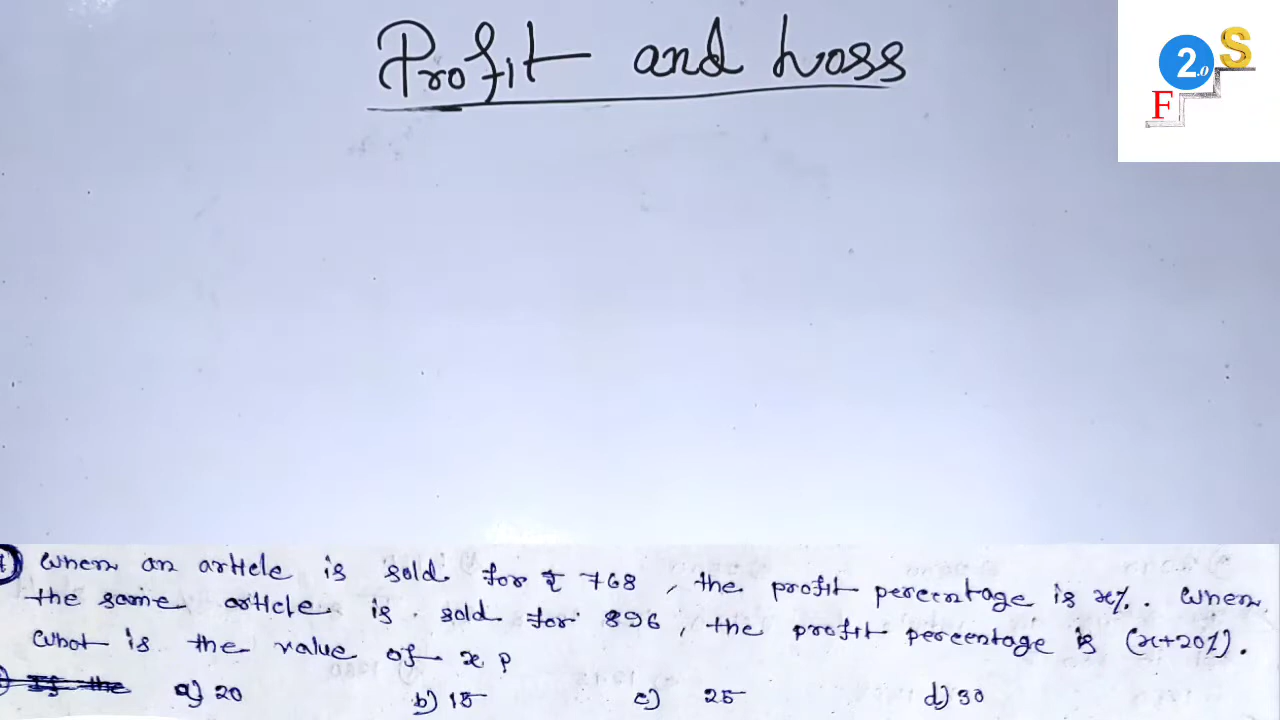 Profit and Loss
2.0 S
F
When an article is sold for ₹ 768, the profit percentage is x%. When
the same article is sold for 896, the profit percentage is (x+20%).
What is the value of x ?
If the
a) 20 b) 15 c) 25 d) 30